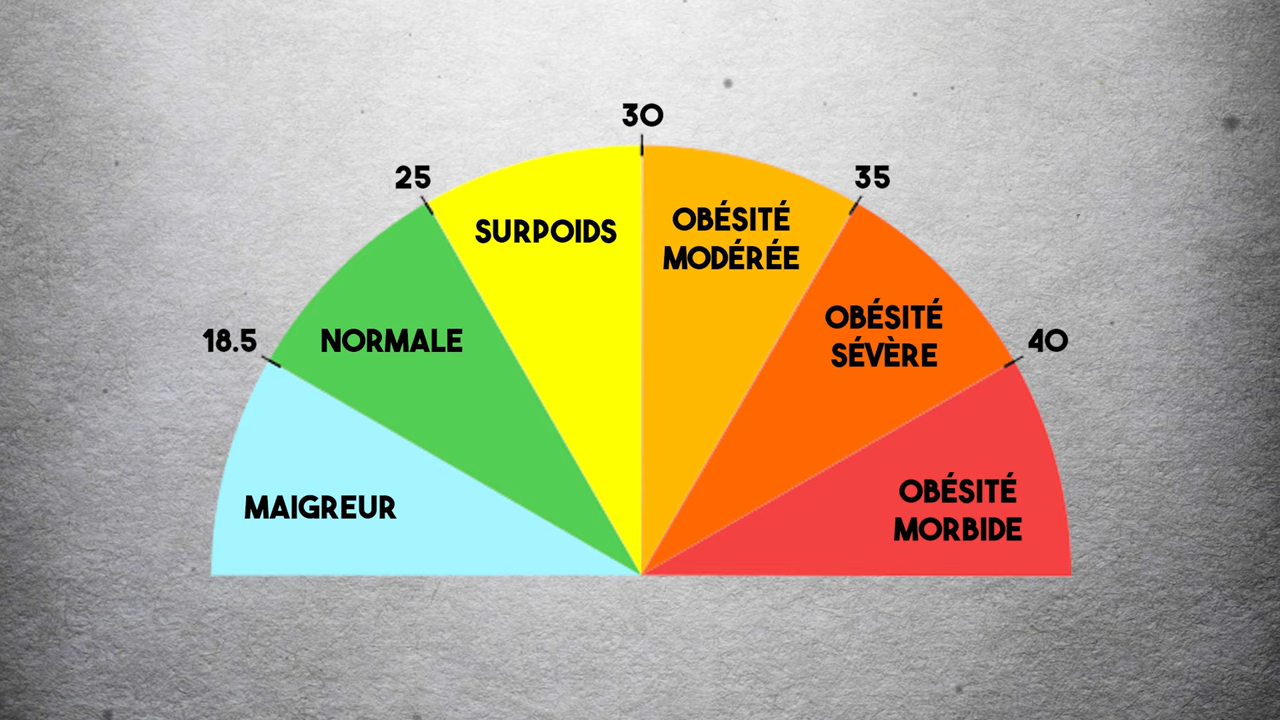 30
25
35
SURPOIDS
OBÉSITÉ
MODÉRÉE
18.5
NORMALE
OBÉSITÉ
SÉVÈRE
40
MAIGREUR
OBÉSITÉ
MORBIDE